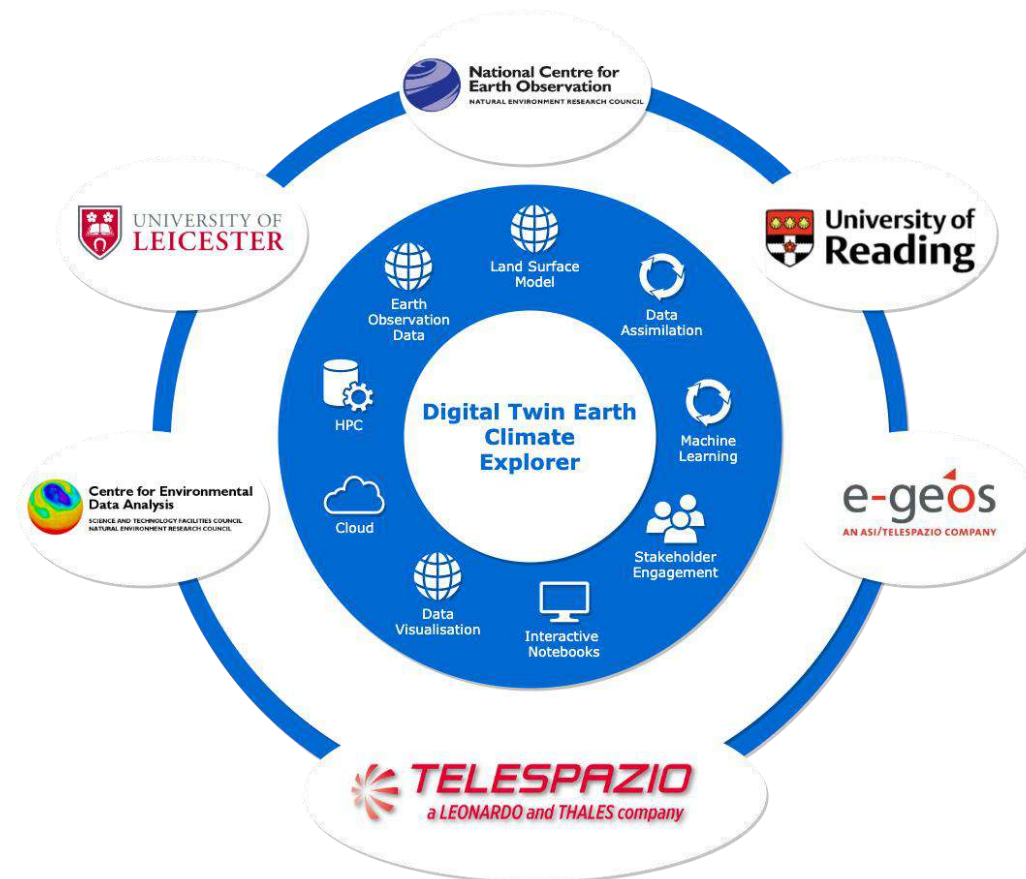 National Centre for
Earth Observation
NATURAL ENVIRONMENT RESEARCH COUNCIL
UNIVERSITY OF
LEICESTER
University of
Reading
Land Surface
Model
Earth
Observation
Data
Data
Assimilation
HPC
Digital Twin Earth
Climate
Explorer
Machine
Learning
Centre for Environmental
Data Analysis
SCIENCE AND TECHNOLOGY FACILITIES COUNCIL
NATURAL ENVIRONMENT RESEARCH COUNCIL
e-geos
AN ASI/TELESPAZIO COMPANY
Cloud
Stakeholder
Engagement
Data
Visualisation
Interactive
Notebooks
TELESPAZIO
a LEONARDO and THALES company